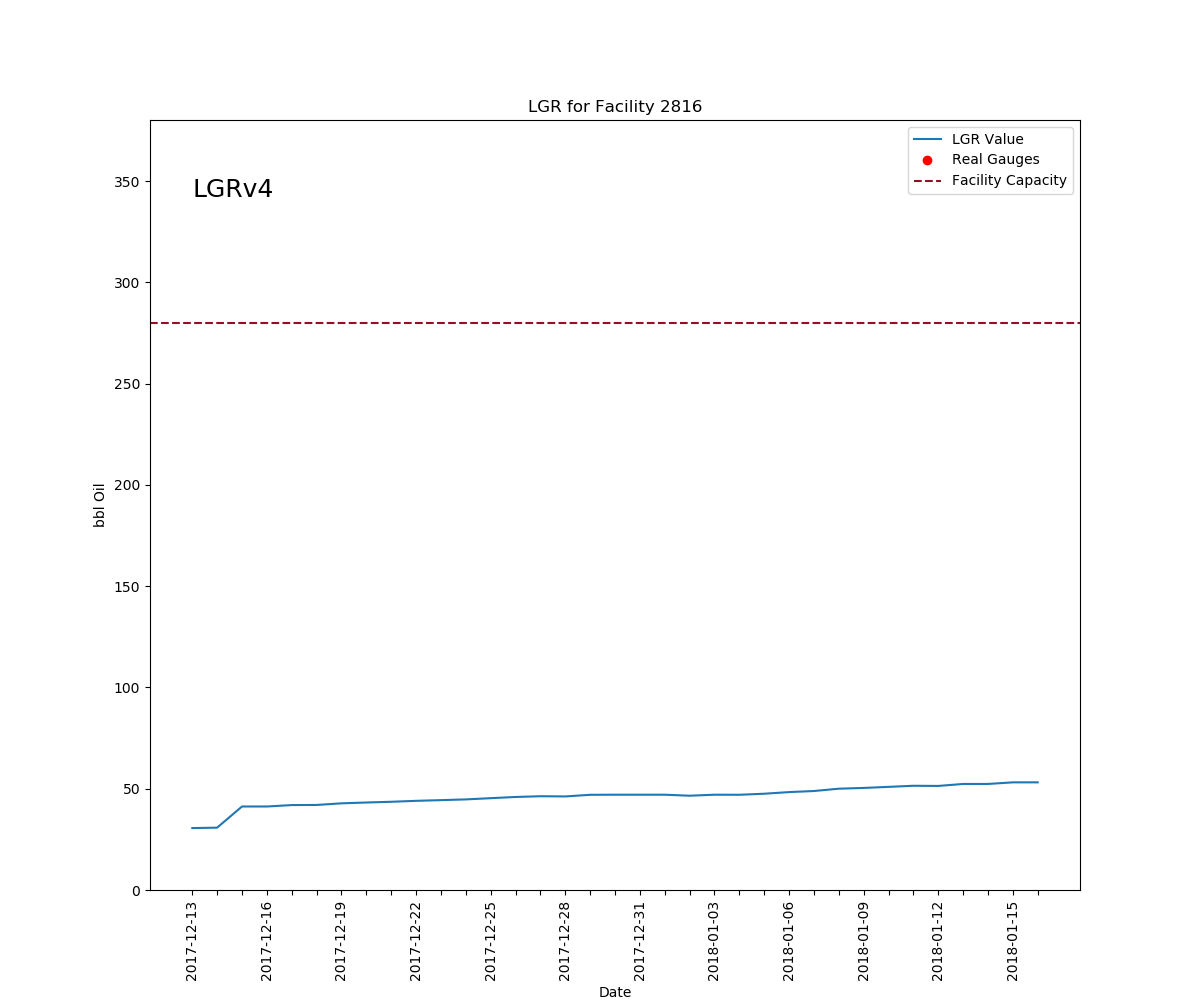 LGR for Facility 2816
LGRv4
LGR Value
Real Gauges
Facility Capacity
350
300
250
200
150
100
50
0
bbl Oil
2017-12-13
2017-12-16
2017-12-19
2017-12-22
2017-12-25
2017-12-28
2017-12-31
2018-01-03
2018-01-06
2018-01-09
2018-01-12
2018-01-15
Date